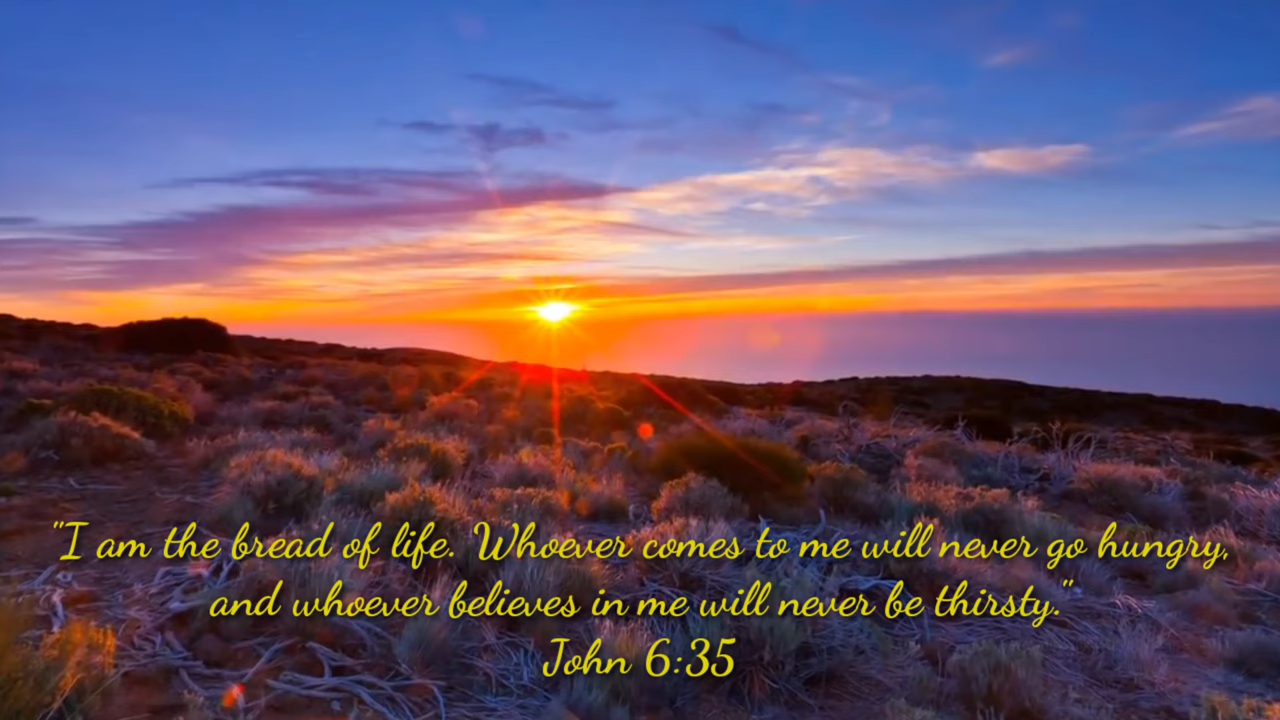 "I am the bread of life. Whoever comes to me will never go hungry,
and whoever believes in me will never be thirsty."
John 6:35